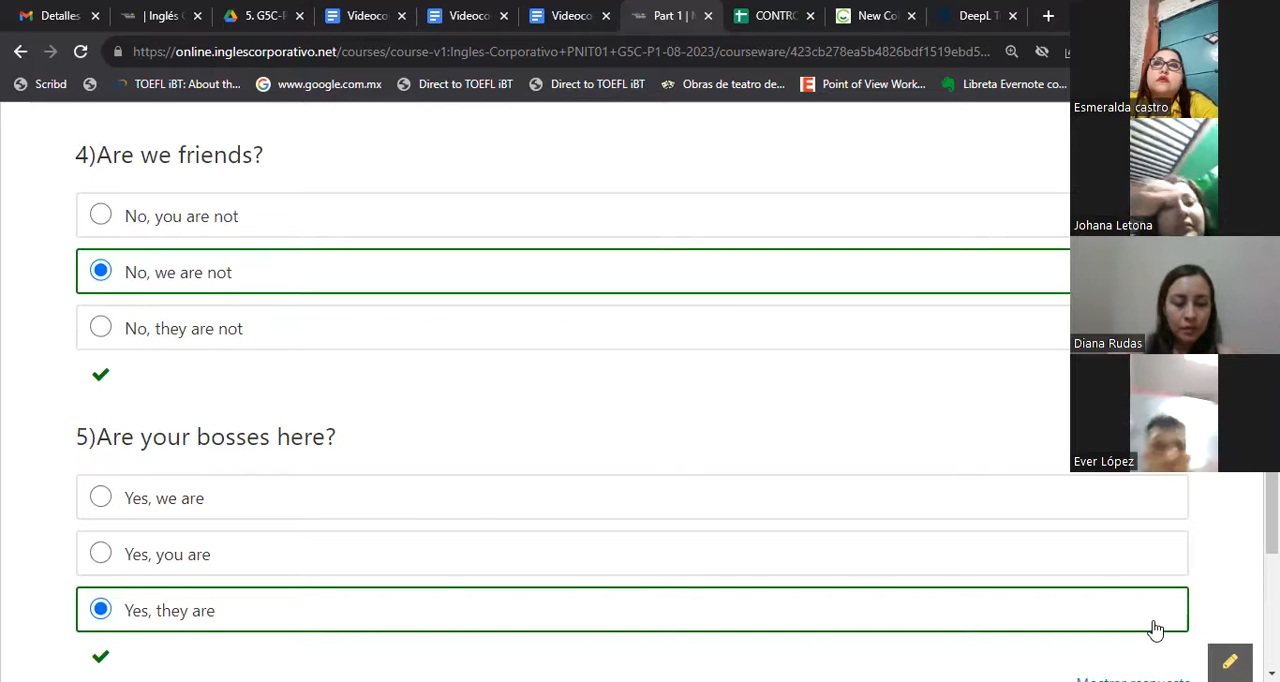 Detalles
| Inglés
5. G5C-P
Videoco
Videoco
Videoco
Part 1 | M
CONTRO
New Col
DeepL T
https://online.inglescorporativo.net/courses/course-v1:Ingles-Corporativo+PNIT01+G5C-P1-08-2023/courseware/423cb278ea5b4826bdf1519ebd5...
Scribd
TOEFL iBT: About th...
www.google.com.mx
Direct to TOEFL iBT
Direct to TOEFL iBT
Obras de teatro de...
Point of View Work...
Libreta Evernote co...
Esmeralda castro
Johana Letona
Diana Rudas
Ever López
4)Are we friends?
No, you are not
No, we are not
No, they are not
5)Are your bosses here?
Yes, we are
Yes, you are
Yes, they are